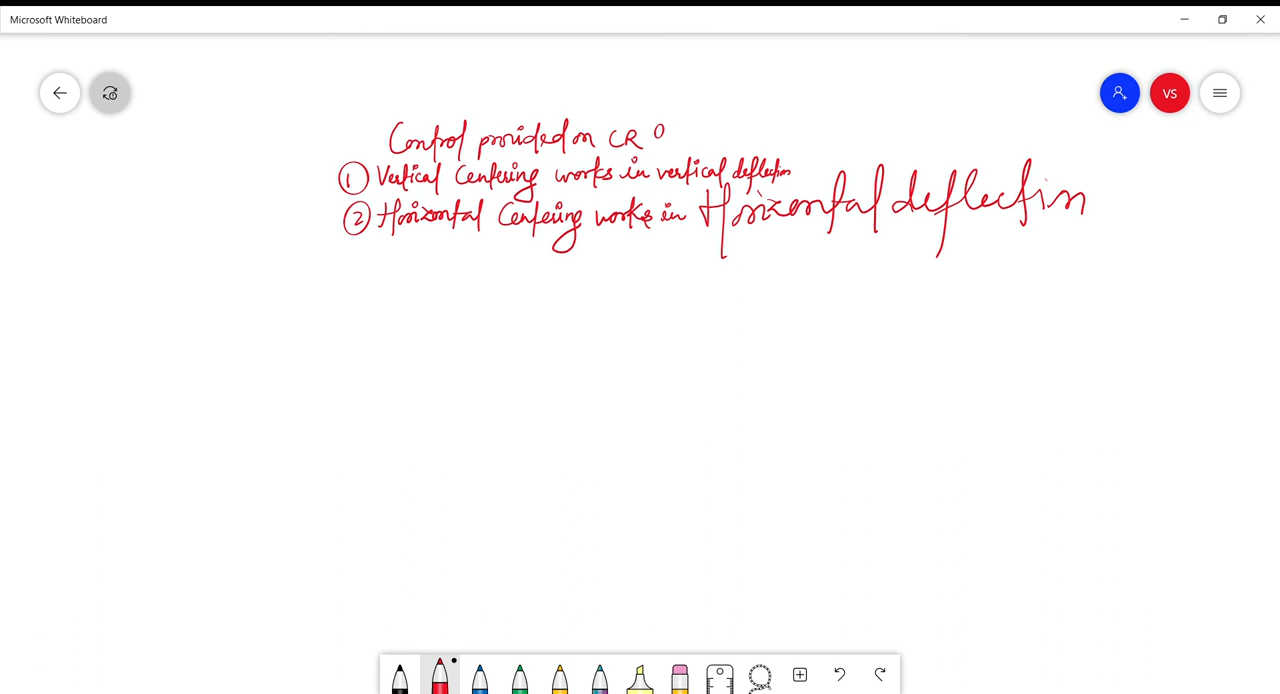 Microsoft Whiteboard
VS
Control provided on CRO
① Vertical Centering works in vertical deflection
② Horizontal Centering works in Horizontal deflection